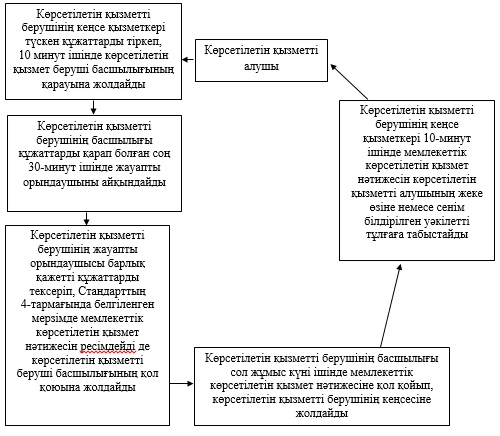 Көрсетілетін қызметті
берушінің кеңсе қызметкері
түскен құжаттарды тіркеп,
10 минут ішінде көрсетілетін
қызмет беруші басшылығының
қарауына жолдайды
Көрсетілетін қызметті
алушы
Көрсетілетін қызметті
берушінің басшылығы
құжаттарды қарап болған соң
30-минут ішінде жауапты
орындаушыны айқындайды
Көрсетілетін қызметті
берушінің кеңсе
қызметкері 10-минут
ішінде мемлекеттік
көрсетілетін қызмет
нәтижесін көрсетілетін
қызметті алушының жеке
өзіне немесе сенім
білдірілген уәкілетті
тұлғаға табыстайды
Көрсетілетін қызметті
берушінің жауапты
орындаушысы барлық
қажетті құжаттарды
тексеріп, Стандарттың
4-тармағында белгіленген
мерзімде мемлекеттік
көрсетілетін қызмет
нәтижесін ресімдейді де
көрсетілетін қызметті
беруші басшылығының қол
қоюына жолдайды
Көрсетілетін қызметті берушінің басшылығы
сол жұмыс күні ішінде мемлекеттік
көрсетілетін қызмет нәтижесіне қол қойып,
көрсетілетін қызметті берушінің кеңсесіне
жолдайды